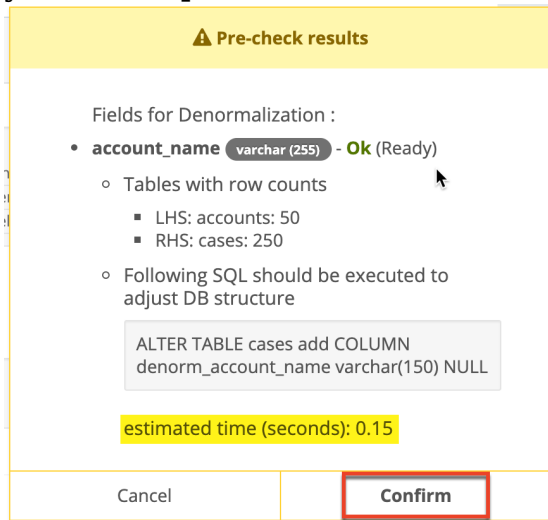 Pre-check results
Fields for Denormalization :
account_name varchar (255) - Ok (Ready)
Tables with row counts
LHS: accounts: 50
RHS: cases: 250
Following SQL should be executed to
adjust DB structure
ALTER TABLE cases add COLUMN
denorm_account_name varchar(150) NULL
estimated time (seconds): 0.15
Cancel
Confirm